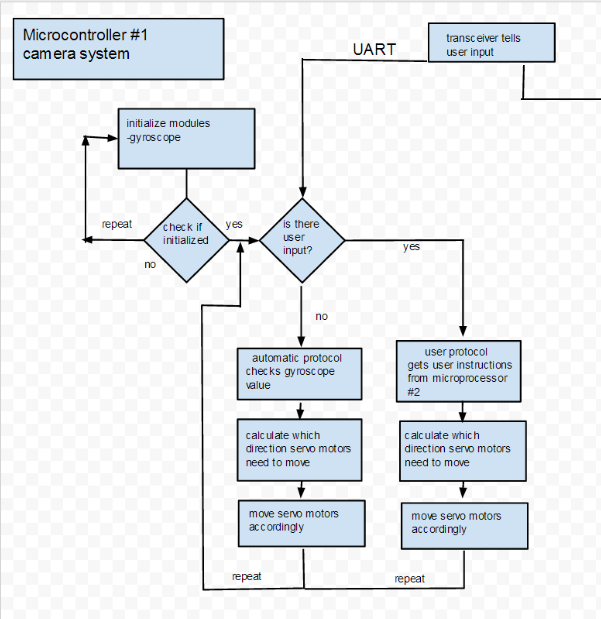 Microcontroller #1
camera system
transceiver tells
user input
UART
initialize modules
-gyroscope
repeat
check if
initialized
yes
no
is there
user
input?
yes
no
automatic protocol
checks gyroscope
value
user protocol
gets user instructions
from microprocessor
#2
calculate which
direction servo motors
need to move
calculate which
direction servo motors
need to move
move servo motors
accordingly
move servo motors
accordingly
repeat
repeat